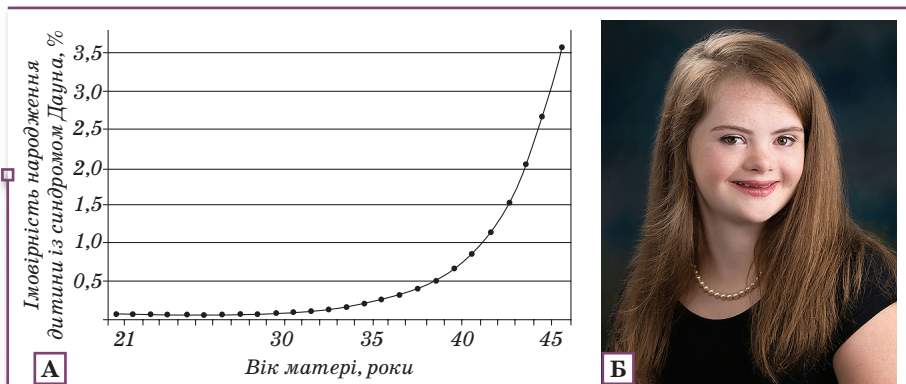 Імовірність народження
дитини із синдромом Дауна, %
3,5
3,0
2,5
2,0
1,5
1,0
0,5
21
30
35
40
45
Вік матері, роки
А
Б